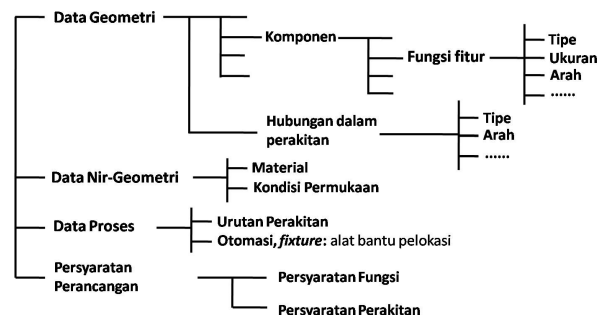 Data Geometri
Komponen
Fungsi fitur
Tipe
Ukuran
Arah
......
Hubungan dalam
perakitan
Tipe
Arah
......
Data Nir-Geometri
Material
Kondisi Permukaan
Data Proses
Urutan Perakitan
Otomasi, fixture: alat bantu pelokasi
Persyaratan
Perancangan
Persyaratan Fungsi
Persyaratan Perakitan